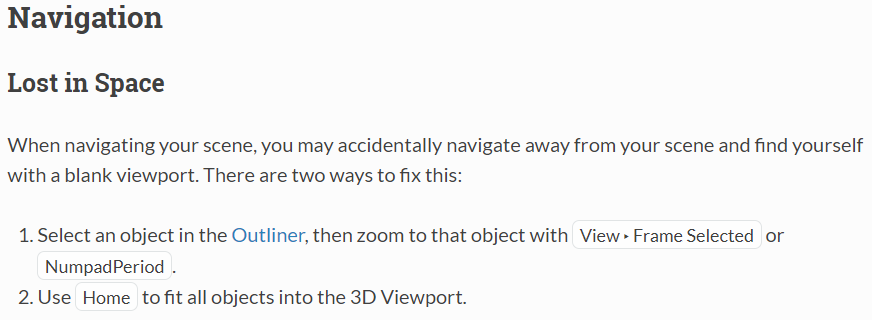 Navigation
Lost in Space
When navigating your scene, you may accidentally navigate away from your scene and find yourself
with a blank viewport. There are two ways to fix this:
1. Select an object in the Outliner, then zoom to that object with View ‣ Frame Selected or
NumpadPeriod.
2. Use Home to fit all objects into the 3D Viewport.